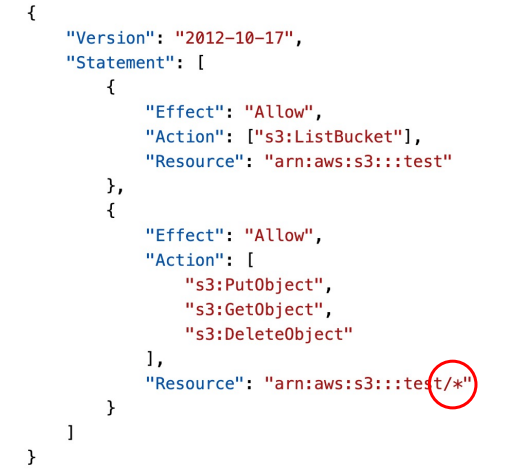 {
    "Version": "2012-10-17",
    "Statement": [
        {
            "Effect": "Allow",
            "Action": ["s3:ListBucket"],
            "Resource": "arn:aws:s3:::test"
        },
        {
            "Effect": "Allow",
            "Action": [
                "s3:PutObject",
                "s3:GetObject",
                "s3:DeleteObject"
            ],
            "Resource": "arn:aws:s3:::test/*"
        }
    ]
}